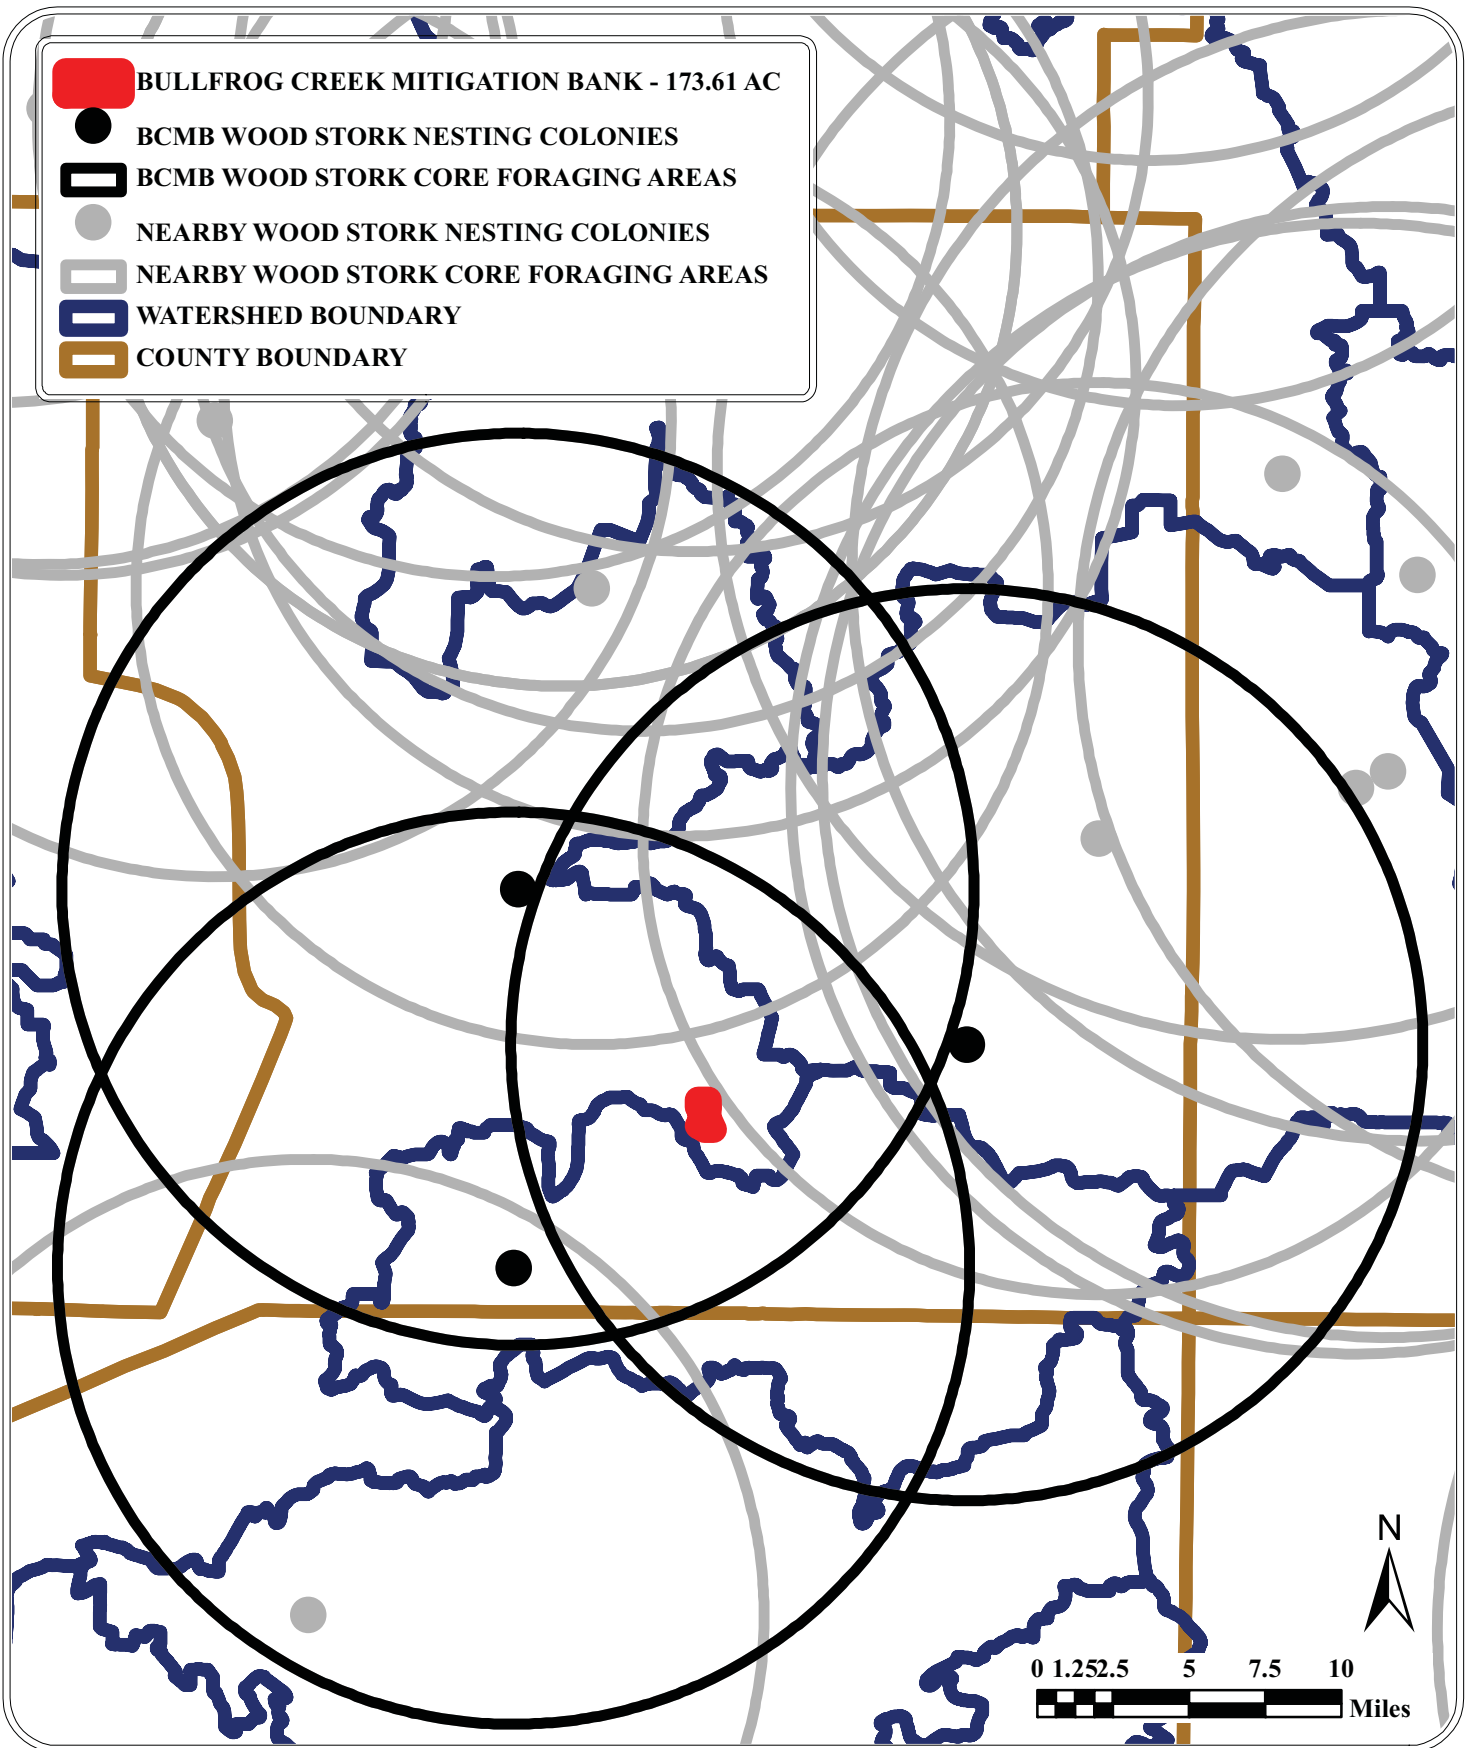 BULLFROG CREEK MITIGATION BANK - 173.61 AC
BCMB WOOD STORK NESTING COLONIES
BCMB WOOD STORK CORE FORAGING AREAS
NEARBY WOOD STORK NESTING COLONIES
NEARBY WOOD STORK CORE FORAGING AREAS
WATERSHED BOUNDARY
COUNTY BOUNDARY
N
0 1.25 2.5 5 7.5 10
Miles